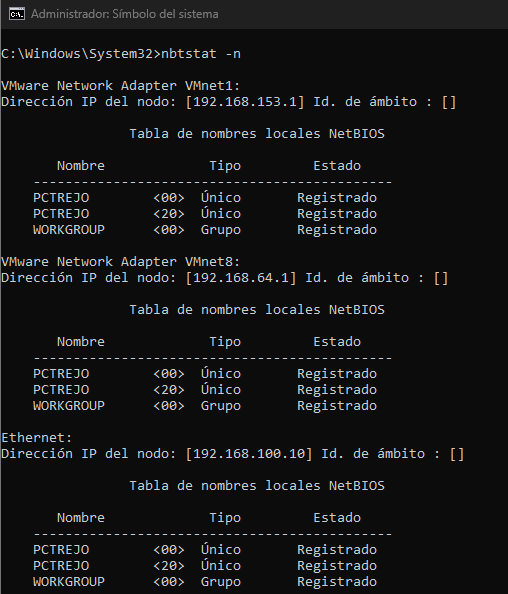 Administrador: Símbolo del sistema
C:\Windows\System32>nbtstat -n
VMware Network Adapter VMnet1:
Dirección IP del nodo: [192.168.153.1] Id. de ámbito : []
Tabla de nombres locales NetBIOS
Nombre Tipo Estado
---------------------------------------------
PCTREJO <00> Único Registrado
PCTREJO <20> Único Registrado
WORKGROUP <00> Grupo Registrado
VMware Network Adapter VMnet8:
Dirección IP del nodo: [192.168.64.1] Id. de ámbito : []
Tabla de nombres locales NetBIOS
Nombre Tipo Estado
---------------------------------------------
PCTREJO <00> Único Registrado
PCTREJO <20> Único Registrado
WORKGROUP <00> Grupo Registrado
Ethernet:
Dirección IP del nodo: [192.168.100.10] Id. de ámbito : []
Tabla de nombres locales NetBIOS
Nombre Tipo Estado
---------------------------------------------
PCTREJO <00> Único Registrado
PCTREJO <20> Único Registrado
WORKGROUP <00> Grupo Registrado